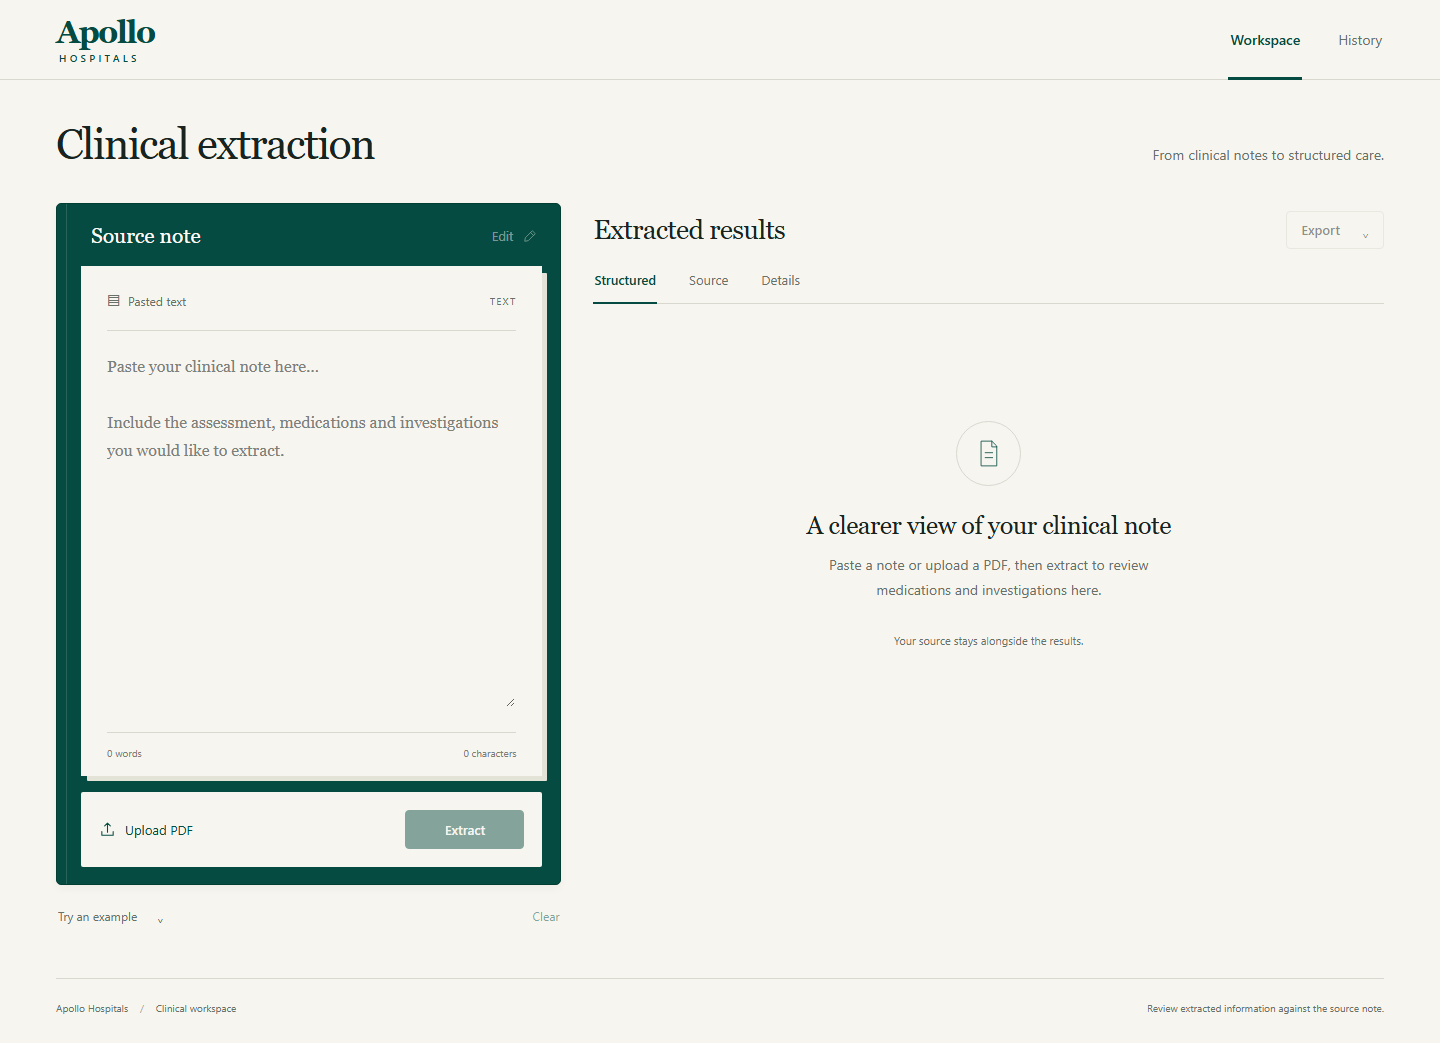 Apollo
HOSPITALS
Workspace
History
Clinical extraction
From clinical notes to structured care.
Source note
Edit
Pasted text
TEXT
Paste your clinical note here...
Include the assessment, medications and investigations
you would like to extract.
0 words
0 characters
Upload PDF
Extract
Try an example
Clear
Extracted results
Export
Structured
Source
Details
A clearer view of your clinical note
Paste a note or upload a PDF, then extract to review
medications and investigations here.
Your source stays alongside the results.
Apollo Hospitals / Clinical workspace
Review extracted information against the source note.